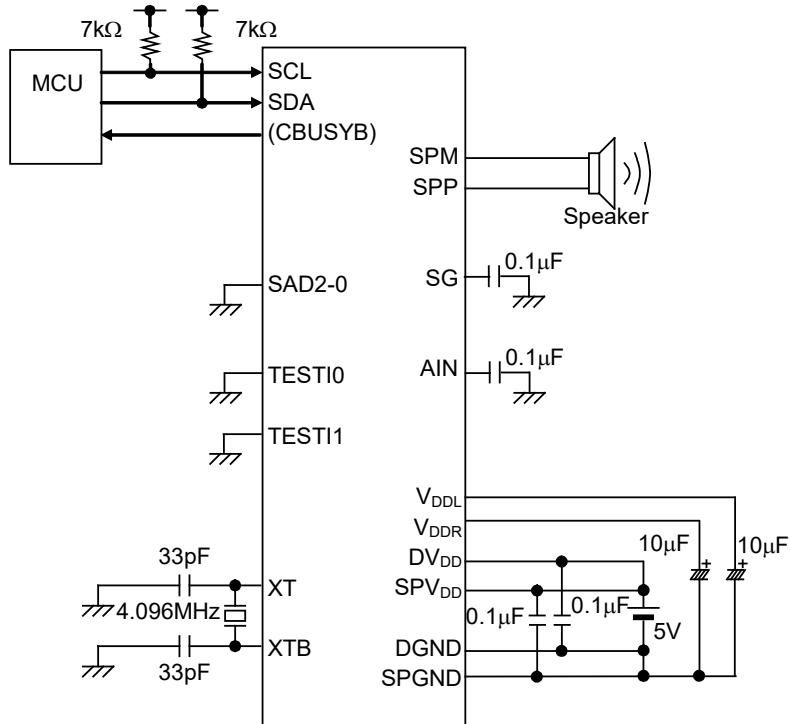 7kΩ
7kΩ
MCU
SCL
SDA
(CBUSYB)
SPM
SPP
Speaker
SG
0.1μF
SAD2-0
AIN
0.1μF
TESTI0
TESTI1
VDDL
VDDR
10μF
10μF
DVDD
33pF
XT
SPVDD
4.096MHz
0.1μF
0.1μF
5V
XTB
DGND
33pF
SPGND
+
+